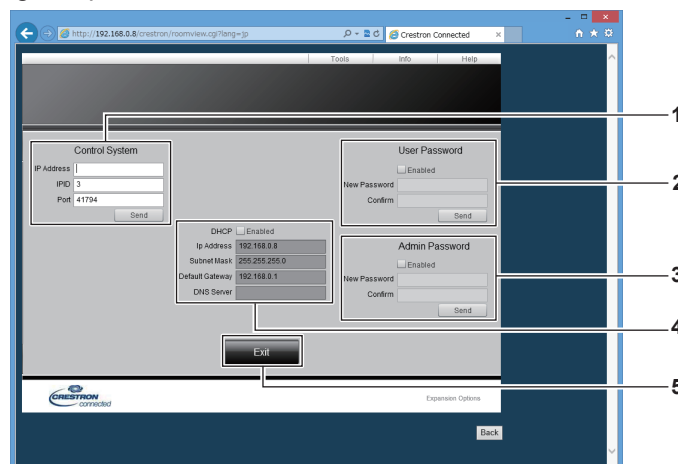 http://192.168.0.8/crestron/roomview.cgi?lang=jp
Crestron Connected
Tools Info Help
1
Control System
IP Address
IPID 3
Port 41794
Send
User Password
Enabled
New Password
Confirm
Send
2
DHCP Enabled
Ip Address 192.168.0.8
Subnet Mask 255.255.255.0
Default Gateway 192.168.0.1
DNS Server
Admin Password
Enabled
New Password
Confirm
Send
3
4
Exit
5
CRESTRON
connected
Expansion Options
Back